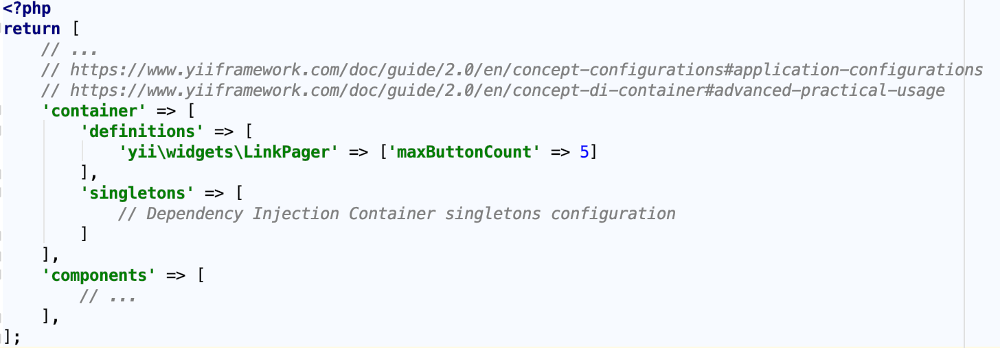 <?php
return [
    // ...
    // https://www.yiiframework.com/doc/guide/2.0/en/concept-configurations#application-configurations
    // https://www.yiiframework.com/doc/guide/2.0/en/concept-di-container#advanced-practical-usage
    'container' => [
        'definitions' => [
            'yii\widgets\LinkPager' => ['maxButtonCount' => 5]
        ],
        'singletons' => [
            // Dependency Injection Container singletons configuration
        ]
    ],
    'components' => [
        // ...
    ],
];